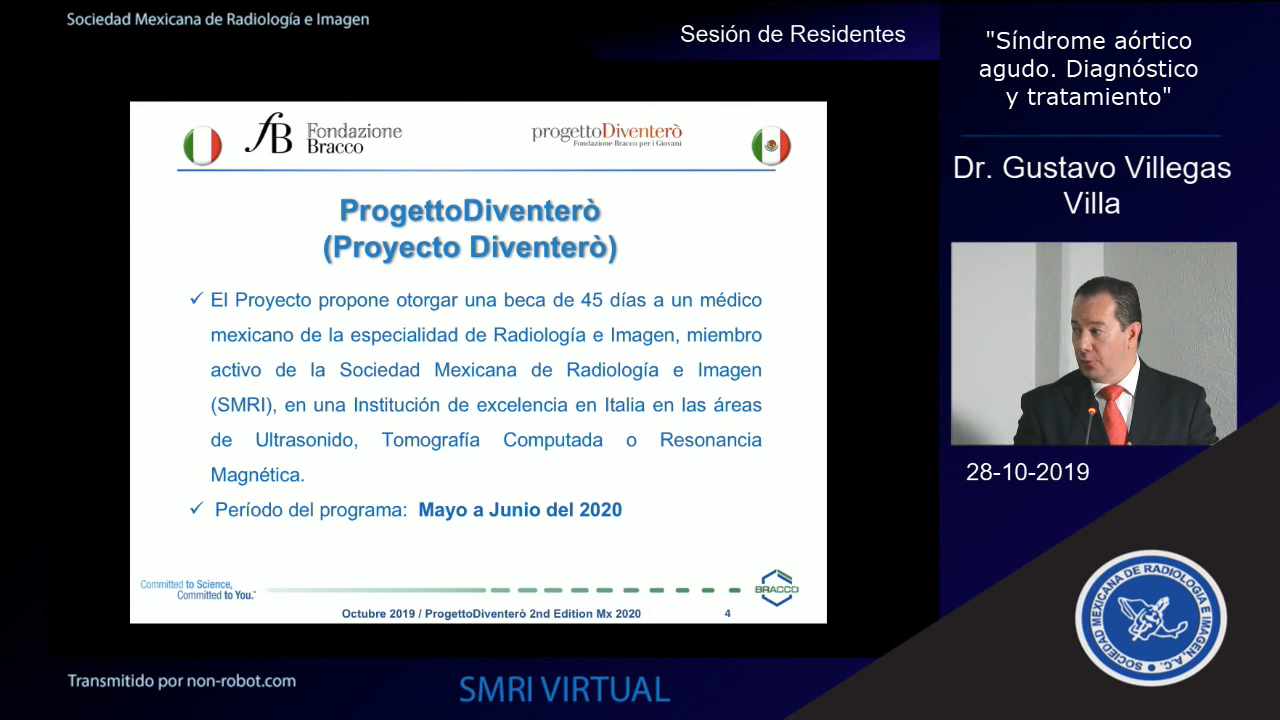 Sociedad Mexicana de Radiología e Imagen
Sesión de Residentes
"Síndrome aórtico
agudo. Diagnóstico
y tratamiento"
Dr. Gustavo Villegas
Villa
28-10-2019
fB Fondazione
Bracco
progettoDiventerò
Fondazione Bracco per i Giovani
ProgettoDiventerò
(Proyecto Diventerò)
✓ El Proyecto propone otorgar una beca de 45 días a un médico
mexicano de la especialidad de Radiología e Imagen, miembro
activo de la Sociedad Mexicana de Radiología e Imagen
(SMRI), en una Institución de excelencia en Italia en las áreas
de Ultrasonido, Tomografía Computada o Resonancia
Magnética.
✓ Período del programa: Mayo a Junio del 2020
Committed to Science,
Committed to You.™
BRACCO
Octubre 2019 / ProgettoDiventerò 2nd Edition Mx 2020 4
SOCIEDAD MEXICANA DE RADIOLOGÍA E IMAGEN, A.C.
Transmitido por non-robot.com
SMRI VIRTUAL